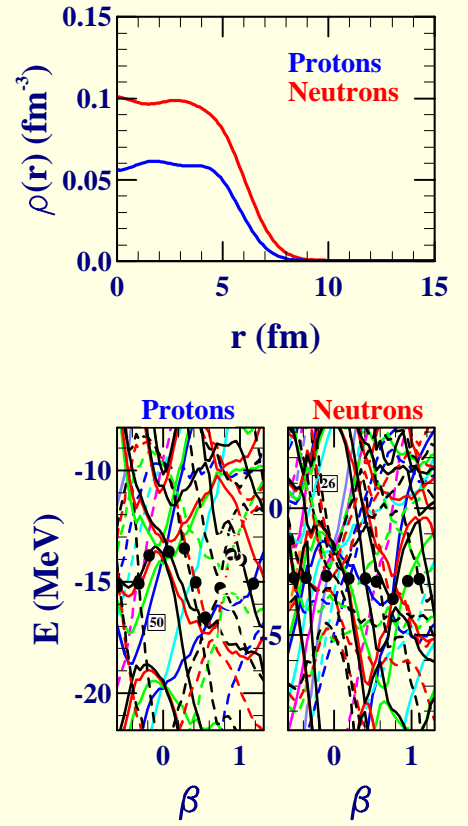 0.15
0.1
0.05
0.0
ρ(r) (fm⁻³)
Protons
Neutrons
0 5 10 15
r (fm)
Protons Neutrons
-10
-15
-20
E (MeV)
50
0
-5
26
0 1 0 1
β β